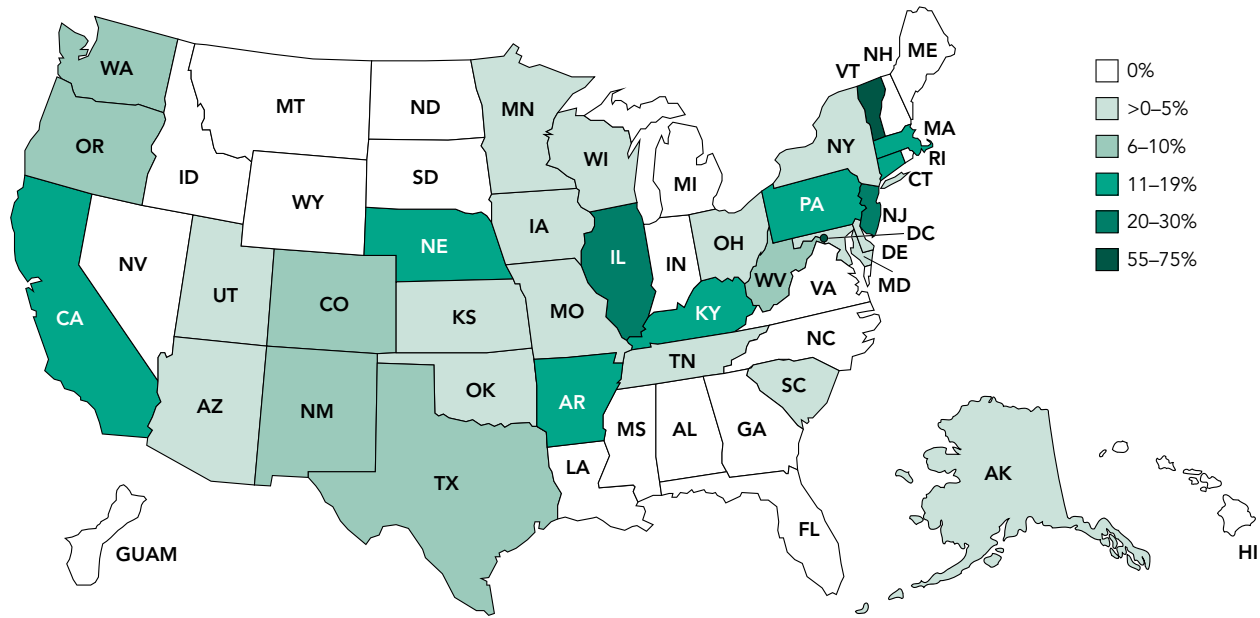 WA
OR
CA
ID
NV
MT
WY
UT
AZ
CO
NM
ND
SD
NE
KS
OK
TX
MN
IA
MO
AR
LA
WI
IL
MI
IN
OH
KY
TN
MS
AL
GA
FL
SC
NC
VA
WV
PA
NY
VT
NH
ME
MA
RI
CT
NJ
DC
DE
MD
AK
HI
GUAM
0%
>0–5%
6–10%
11–19%
20–30%
55–75%